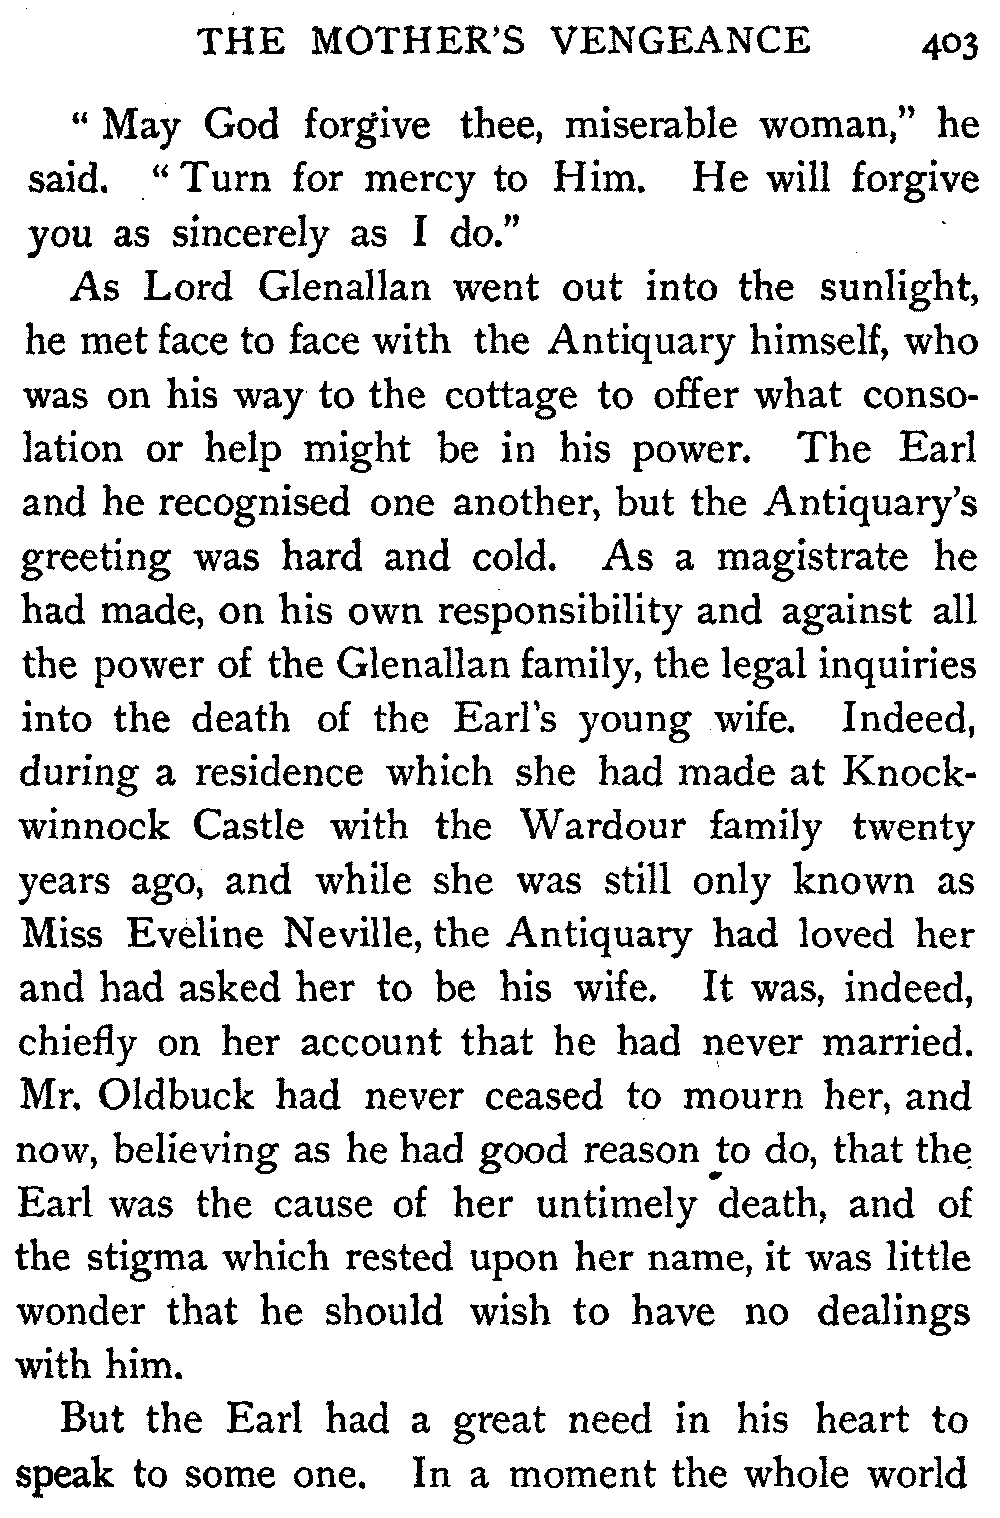 THE MOTHER'S VENGEANCE 403
“ May God forgive thee, miserable woman,” he
said. “ Turn for mercy to Him. He will forgive
you as sincerely as I do.”
As Lord Glenallan went out into the sunlight,
he met face to face with the Antiquary himself, who
was on his way to the cottage to offer what conso-
lation or help might be in his power. The Earl
and he recognised one another, but the Antiquary's
greeting was hard and cold. As a magistrate he
had made, on his own responsibility and against all
the power of the Glenallan family, the legal inquiries
into the death of the Earl's young wife. Indeed,
during a residence which she had made at Knock-
winnock Castle with the Wardour family twenty
years ago, and while she was still only known as
Miss Eveline Neville, the Antiquary had loved her
and had asked her to be his wife. It was, indeed,
chiefly on her account that he had never married.
Mr. Oldbuck had never ceased to mourn her, and
now, believing as he had good reason to do, that the
Earl was the cause of her untimely death, and of
the stigma which rested upon her name, it was little
wonder that he should wish to have no dealings
with him.
But the Earl had a great need in his heart to
speak to some one. In a moment the whole world